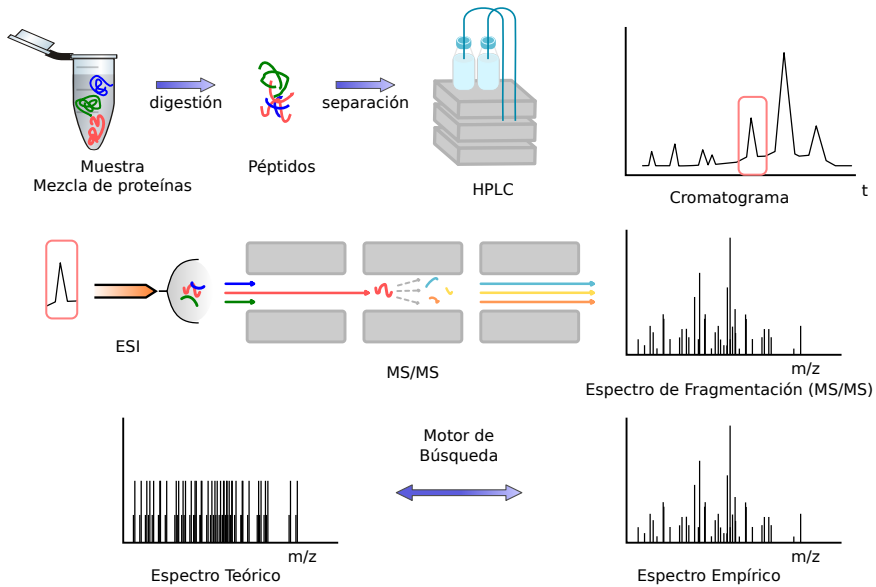 digestión
separación
Muestra
Mezcla de proteínas
Péptidos
HPLC
Cromatograma
t
ESI
MS/MS
m/z
Espectro de Fragmentación (MS/MS)
Motor de
Búsqueda
m/z
Espectro Teórico
m/z
Espectro Empírico